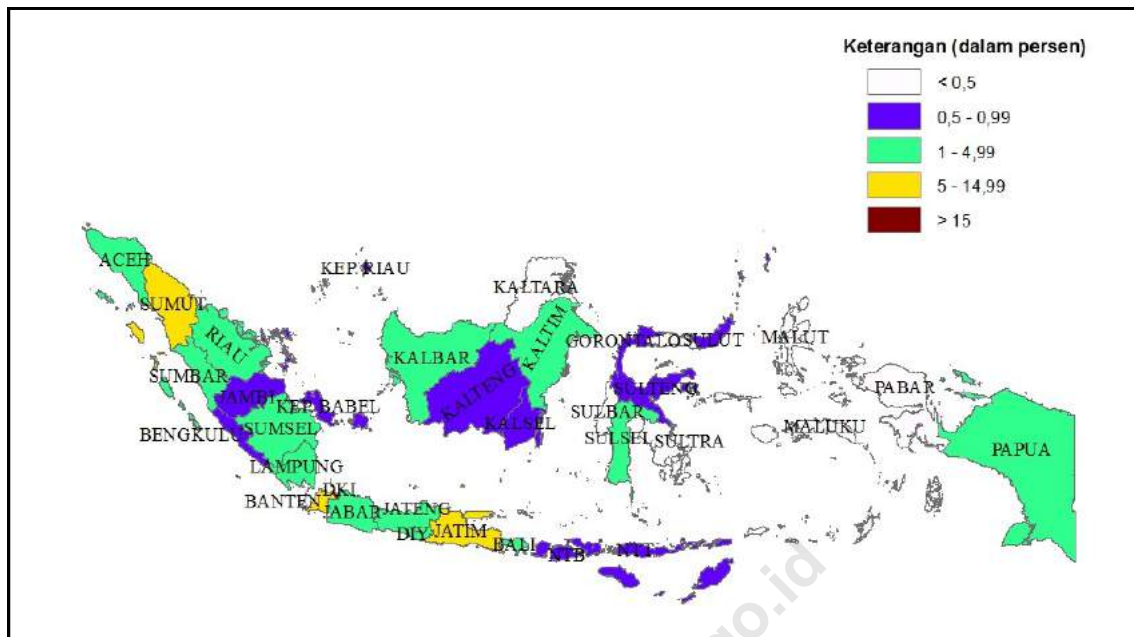 Keterangan (dalam persen)
< 0,5
0,5 - 0,99
1 - 4,99
5 - 14,99
> 15
ACEH
SUMUT
RIAU
KEP. RIAU
SUMBAR
JAMBI
KEP. BABEL
BENGKULU
SUMSEL
LAMPUNG
BANTEN
DKI
JABAR
JATENG
DIY
JATIM
BALI
NTB
NTT
KALBAR
KALTENG
KALSEL
KALTIM
KALTARA
GORONTALO
SULUT
SULTENG
SULBAR
SULSEL
SULTRA
MALUT
MALUKU
PABAR
PAPUA
go.id